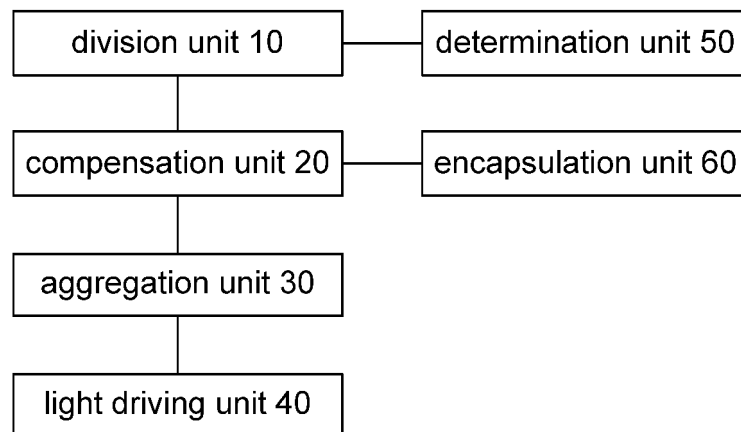 division unit 10
determination unit 50
compensation unit 20
encapsulation unit 60
aggregation unit 30
light driving unit 40